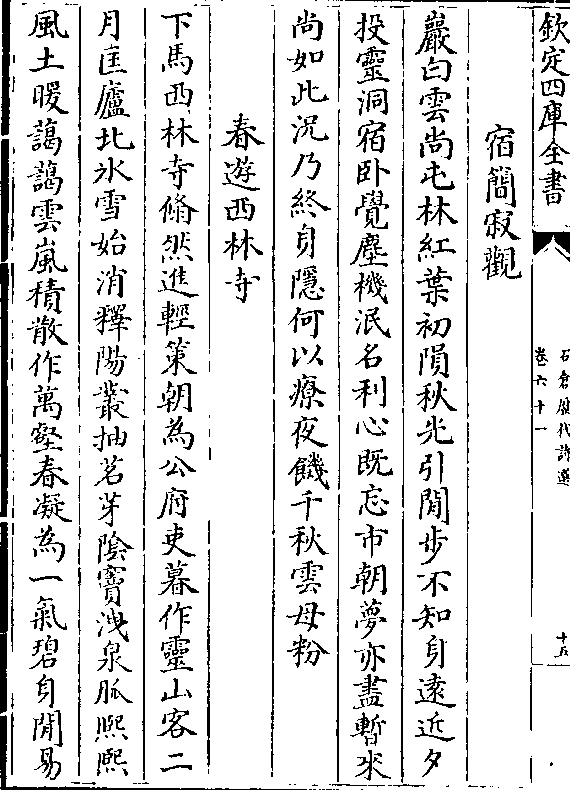 欽定四庫全書
石倉歷代詩選
卷六十一
十五
宿簡寂觀
巖白雲尚屯林紅葉初隕秋光引閒步不知身遠近夕
投靈洞宿卧覺塵機泯名利心既忘市朝夢亦盡暫來
尚如此況乃終身隱何以療夜饑千秋雲母粉
春遊西林寺
下馬西林寺翛然進輕策朝為公府吏暮作靈山客二
月匡廬北氷雪始消釋陽叢抽茗芽陰竇洩泉脈熈熈
風土暖藹藹雲嵐積散作萬壑春凝為一氣碧身閒易